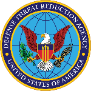 DEFENSE THREAT REDUCTION AGENCY
UNITED STATES OF AMERICA